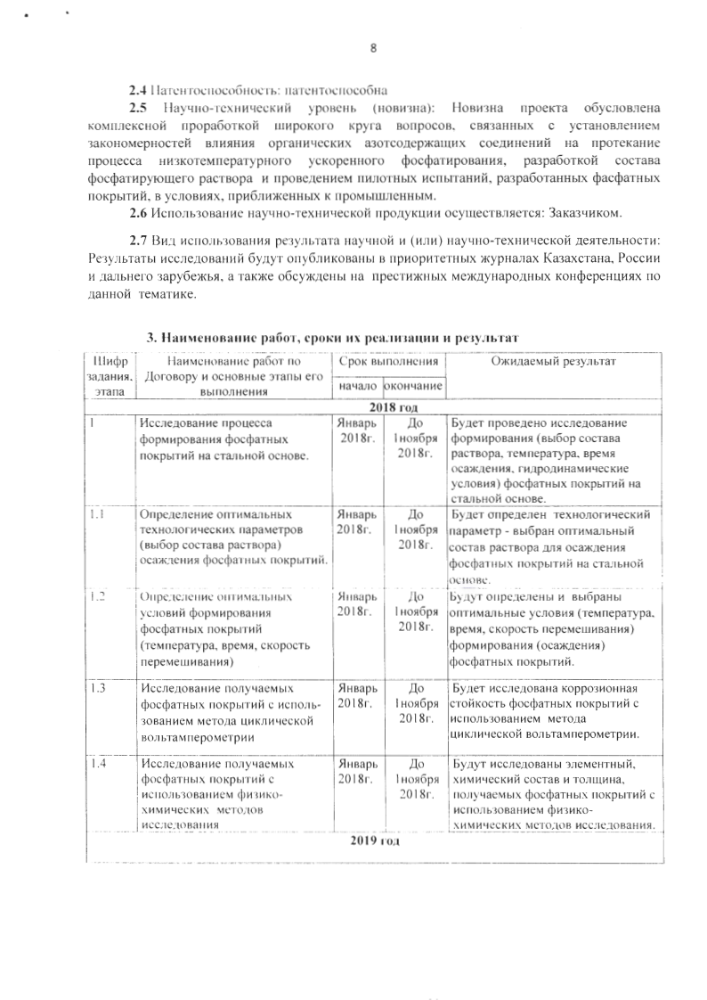 8
2.4 Патентоспособность: патентоспособна
2.5 Научно-технический уровень (новизна): Новизна проекта обусловлена
комплексной проработкой широкого круга вопросов, связанных с установлением
закономерностей влияния органических азотсодержащих соединений на протекание
процесса низкотемпературного ускоренного фосфатирования, разработкой состава
фосфатирующего раствора и проведением пилотных испытаний, разработанных фасфатных
покрытий, в условиях, приближенных к промышленным.
2.6 Использование научно-технической продукции осуществляется: Заказчиком.
2.7 Вид использования результата научной и (или) научно-технической деятельности:
Результаты исследований будут опубликованы в приоритетных журналах Казахстана, России
и дальнего зарубежья, а также обсуждены на престижных международных конференциях по
данной тематике.
3. Наименование работ, сроки их реализации и результат
Шифр
задания,
этапа
Наименование работ по
Договору и основные этапы его
выполнения
Срок выполнения
начало
окончание
Ожидаемый результат
2018 год
1
Исследование процесса
формирования фосфатных
покрытий на стальной основе.
Январь
2018г.
До
1ноября
2018г.
Будет проведено исследование
формирования (выбор состава
раствора, температура, время
осаждения, гидродинамические
условия) фосфатных покрытий на
стальной основе.
1.1
Определение оптимальных
технологических параметров
(выбор состава раствора)
осаждения фосфатных покрытий.
Январь
2018г.
До
1ноября
2018г.
Будет определен технологический
параметр - выбран оптимальный
состав раствора для осаждения
фосфатных покрытий на стальной
основе.
1.2
Определение оптимальных
условий формирования
фосфатных покрытий
(температура, время, скорость
перемешивания)
Январь
2018г.
До
1ноября
2018г.
Будут определены и выбраны
оптимальные условия (температура,
время, скорость перемешивания)
формирования (осаждения)
фосфатных покрытий.
1.3
Исследование получаемых
фосфатных покрытий с исполь-
зованием метода циклической
вольтамперометрии
Январь
2018г.
До
1ноября
2018г.
Будет исследована коррозионная
стойкость фосфатных покрытий с
использованием метода
циклической вольтамперометрии.
1.4
Исследование получаемых
фосфатных покрытий с
использованием физико-
химических методов
исследования
Январь
2018г.
До
1ноября
2018г.
Будут исследованы элементный,
химический состав и толщина,
получаемых фосфатных покрытий с
использованием физико-
химических методов исследования.
2019 год